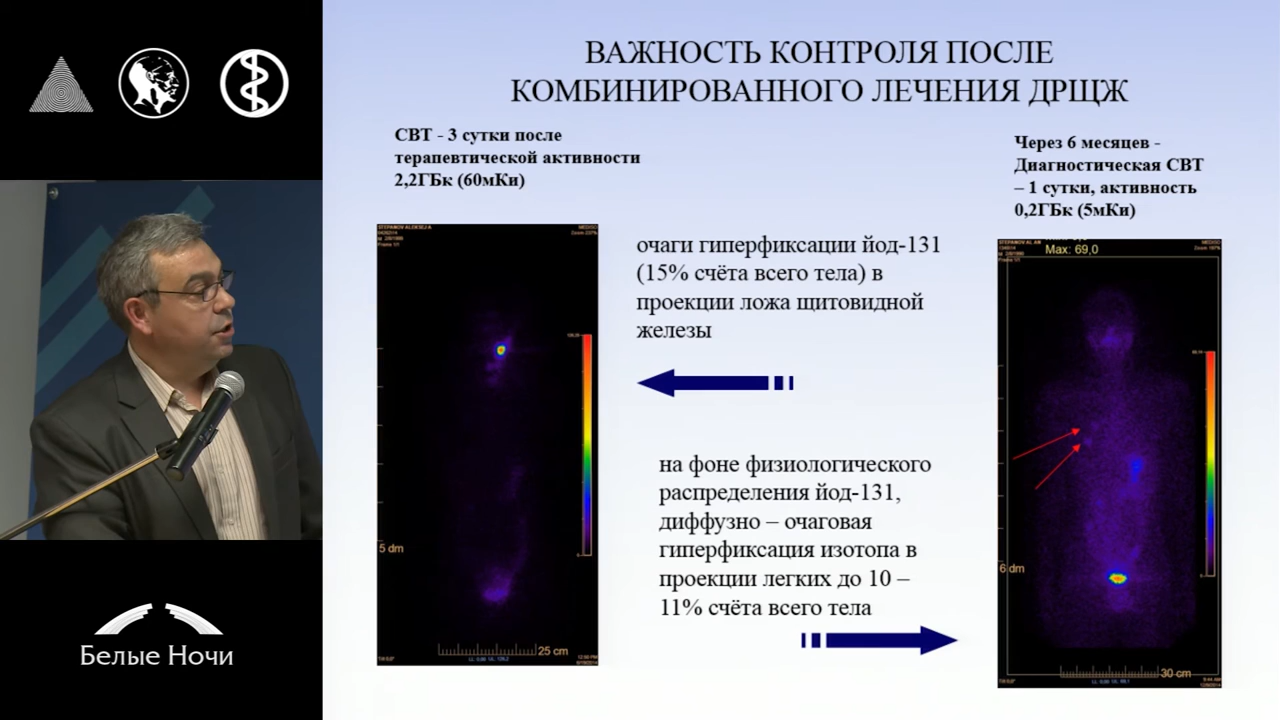 ВАЖНОСТЬ КОНТРОЛЯ ПОСЛЕ
КОМБИНИРОВАННОГО ЛЕЧЕНИЯ ДРЩЖ
СВТ - 3 сутки после
терапевтической активности
2,2ГБк (60мКи)
Через 6 месяцев -
Диагностическая СВТ
– 1 сутки, активность
0,2ГБк (5мКи)
очаги гиперфиксации йод-131
(15% счёта всего тела) в
проекции ложа щитовидной
железы
на фоне физиологического
распределения йод-131,
диффузно – очаговая
гиперфиксация изотопа в
проекции легких до 10 –
11% счёта всего тела
5 dm
25 cm
Max: 69,0
6 dm
30 cm
Белые Ночи